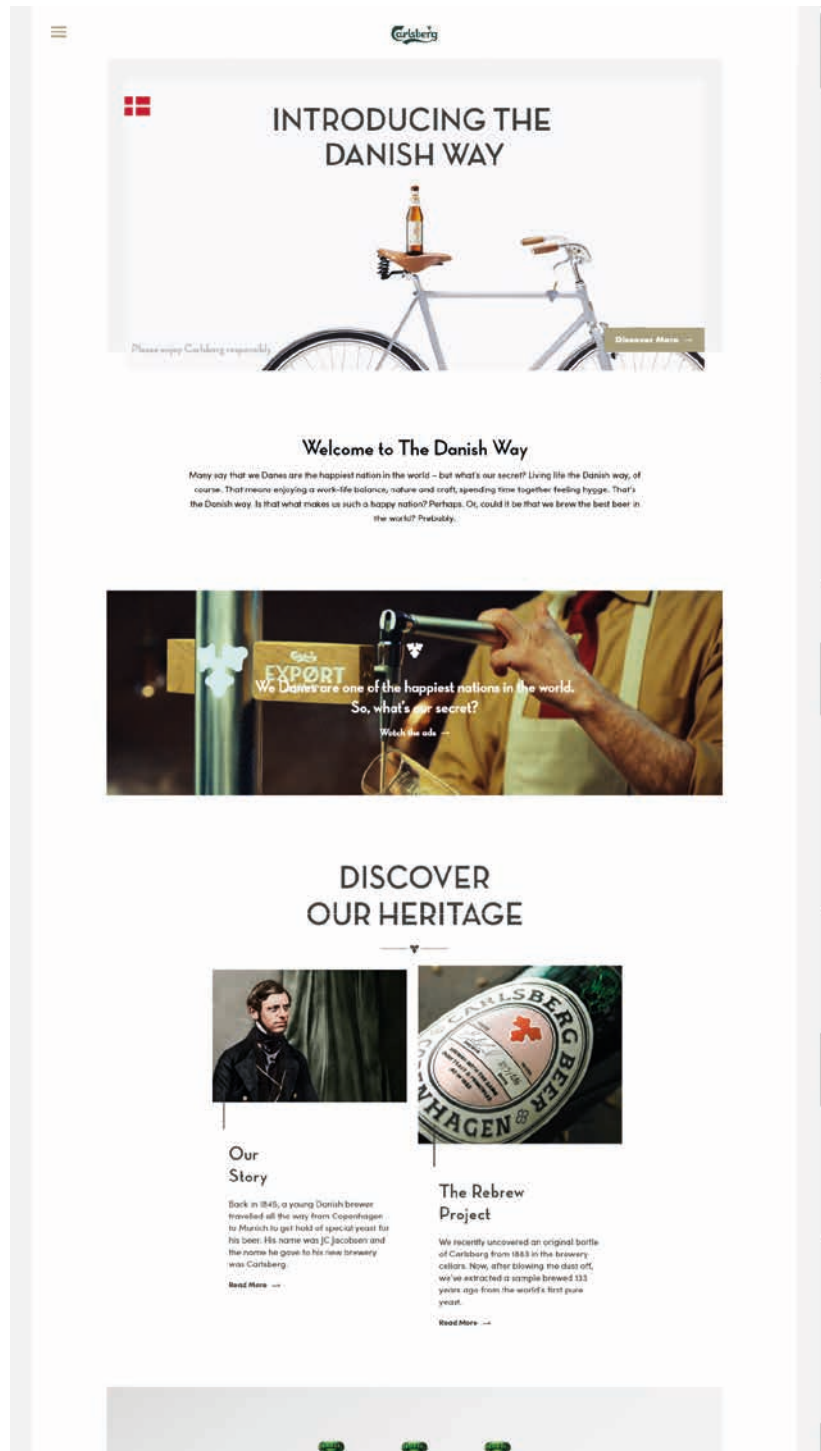 Carlsberg
INTRODUCING THE
DANISH WAY
Please enjoy Carlsberg responsibly
Discover More →
Welcome to The Danish Way
Many say that we Danes are the happiest nation in the world – but what's our secret? Living life the Danish way, of
course. That means enjoying a work-life balance, nature and craft, spending time together feeling hygge. That's
the Danish way. Is that what makes us such a happy nation? Perhaps. Or, could it be that we brew the best beer in
the world? Probably.
Carlsberg
EXPØRT
We Danes are one of the happiest nations in the world.
So, what's our secret?
Watch the ads →
DISCOVER
OUR HERITAGE
CARLSBERG BEER
NHAGEN
Our
Story
Back in 1845, a young Danish brewer
travelled all the way from Copenhagen
to Munich to get hold of special yeast for
his beer. His name was JC Jacobsen and
the name he gave to his new brewery
was Carlsberg.
Read More →
The Rebrew
Project
We recently uncovered an original bottle
of Carlsberg from 1883 in the brewery
cellars. Now, after blowing the dust off,
we've extracted a sample brewed 133
years ago from the world's first pure
yeast.
Read More →